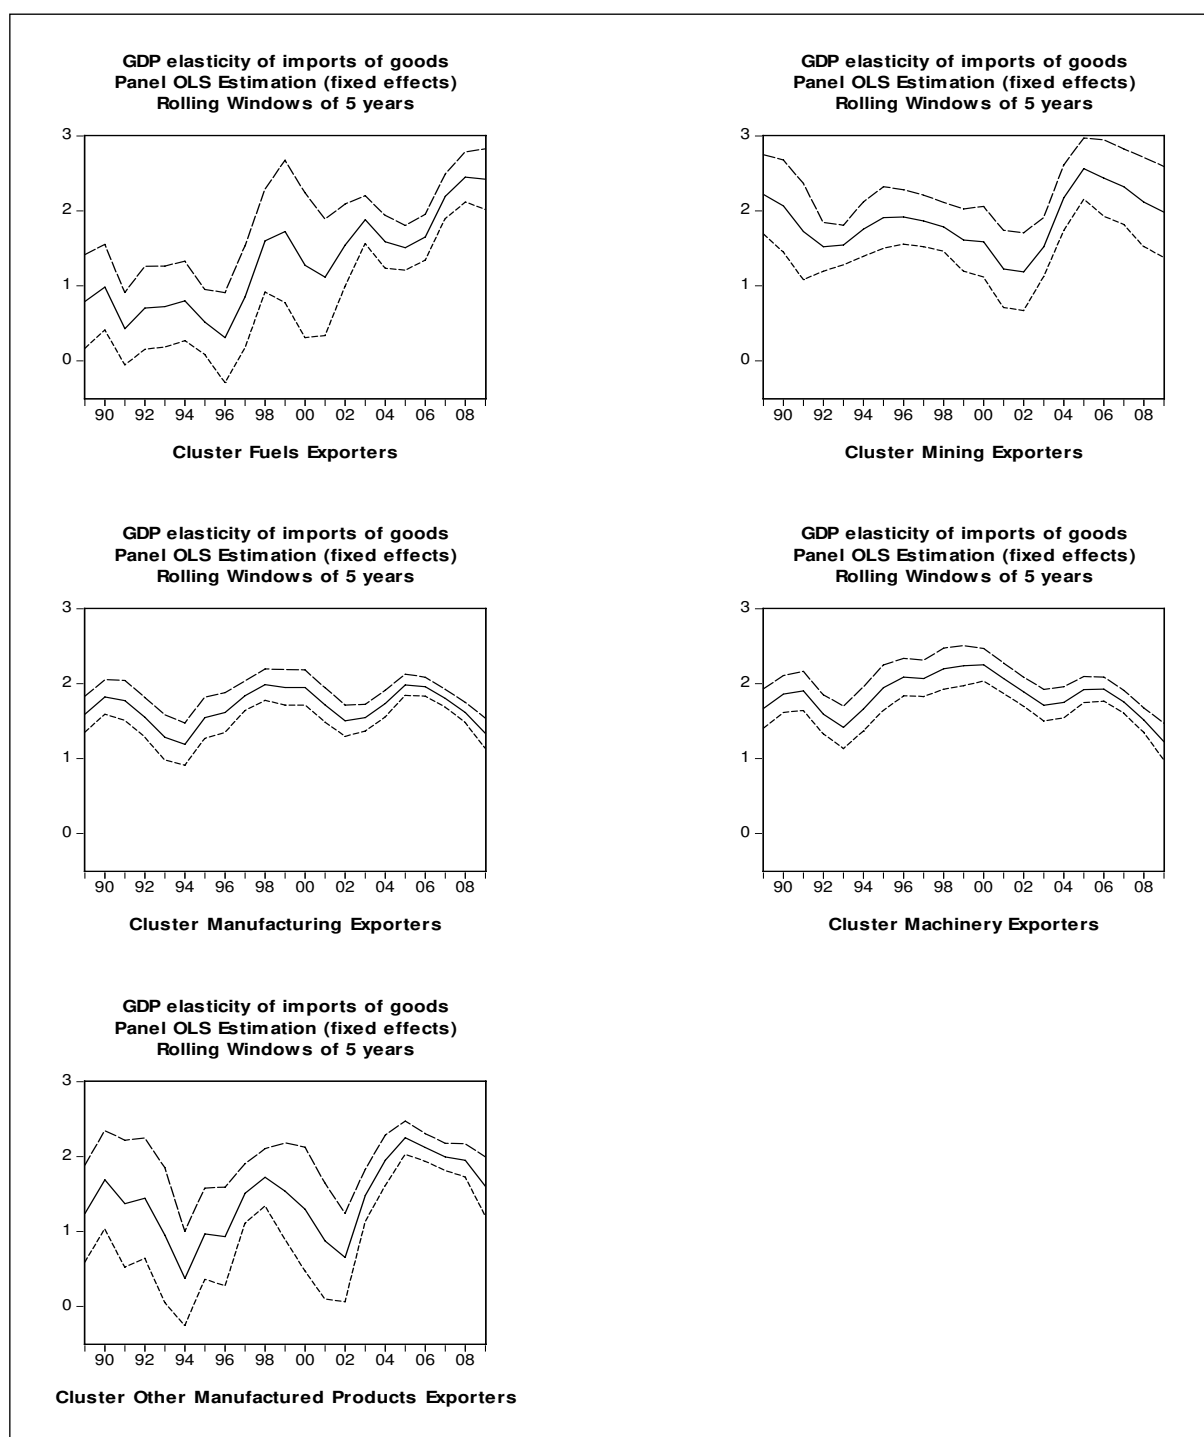 GDP elasticity of imports of goods
Panel OLS Estimation (fixed effects)
Rolling Windows of 5 years
3
2
1
0
90 92 94 96 98 00 02 04 06 08
Cluster Fuels Exporters
GDP elasticity of imports of goods
Panel OLS Estimation (fixed effects)
Rolling Windows of 5 years
3
2
1
0
90 92 94 96 98 00 02 04 06 08
Cluster Mining Exporters
GDP elasticity of imports of goods
Panel OLS Estimation (fixed effects)
Rolling Windows of 5 years
3
2
1
0
90 92 94 96 98 00 02 04 06 08
Cluster Manufacturing Exporters
GDP elasticity of imports of goods
Panel OLS Estimation (fixed effects)
Rolling Windows of 5 years
3
2
1
0
90 92 94 96 98 00 02 04 06 08
Cluster Machinery Exporters
GDP elasticity of imports of goods
Panel OLS Estimation (fixed effects)
Rolling Windows of 5 years
3
2
1
0
90 92 94 96 98 00 02 04 06 08
Cluster Other Manufactured Products Exporters